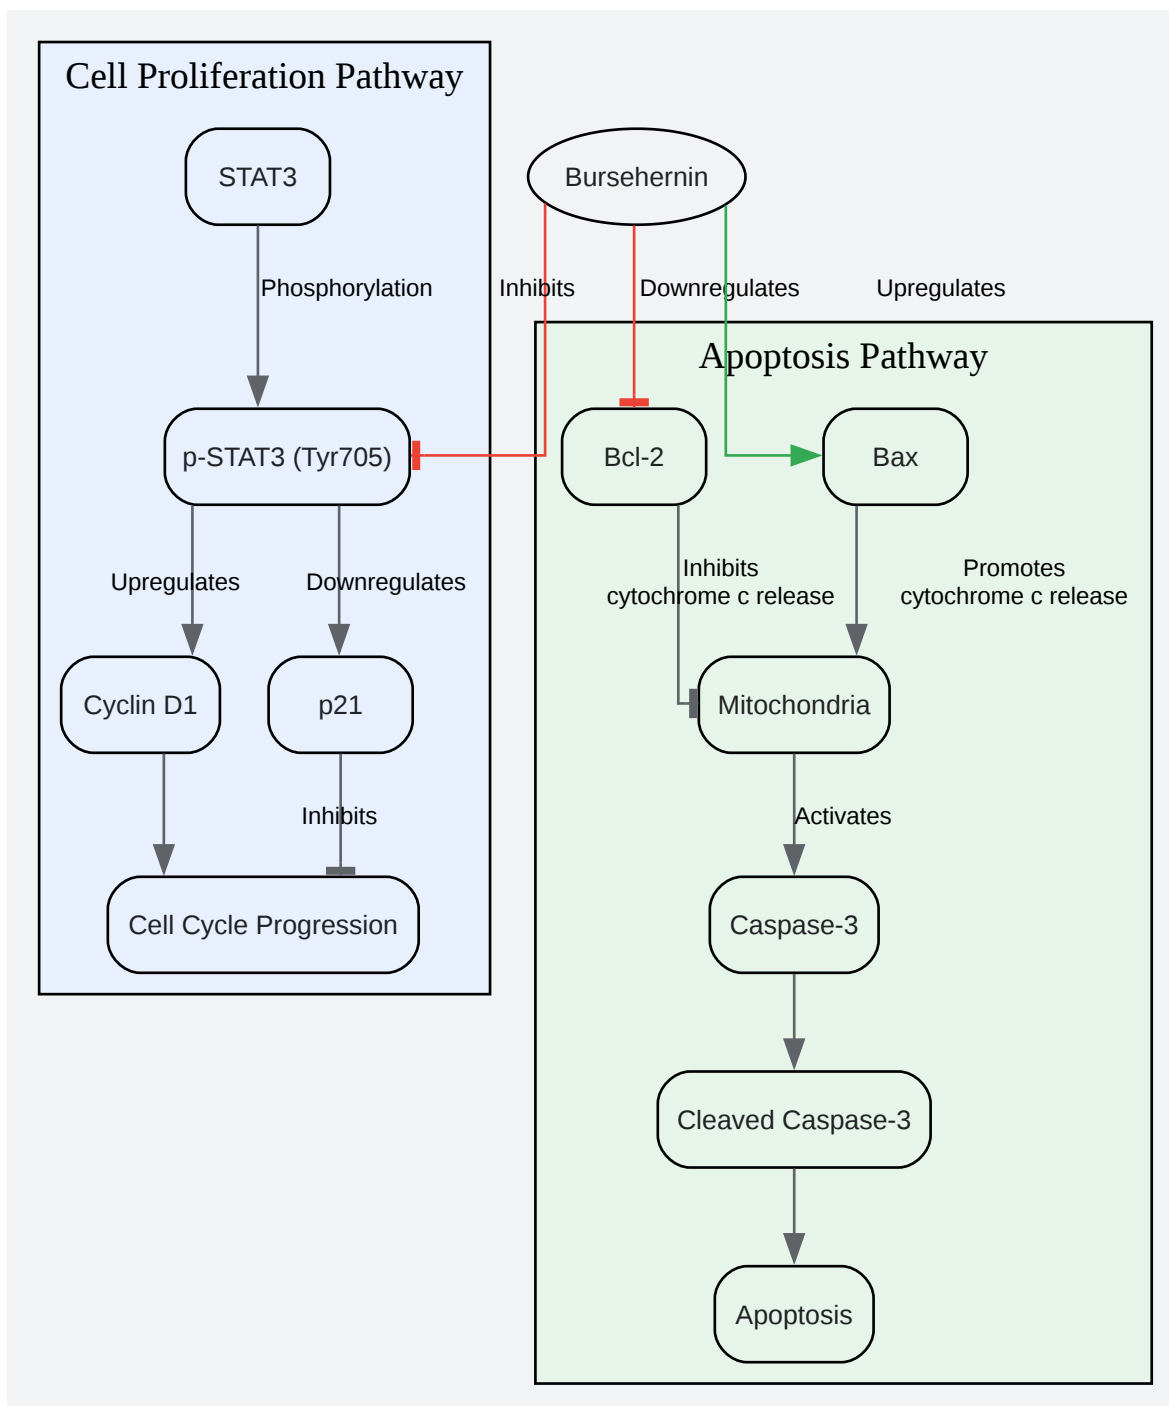 Cell Proliferation Pathway
STAT3
Bursehernin
Phosphorylation
Inhibits
Downregulates
Upregulates
Apoptosis Pathway
p-STAT3 (Tyr705)
Bcl-2
Bax
Upregulates
Downregulates
Inhibits
cytochrome c release
Promotes
cytochrome c release
Cyclin D1
p21
Mitochondria
Inhibits
Activates
Cell Cycle Progression
Caspase-3
Cleaved Caspase-3
Apoptosis